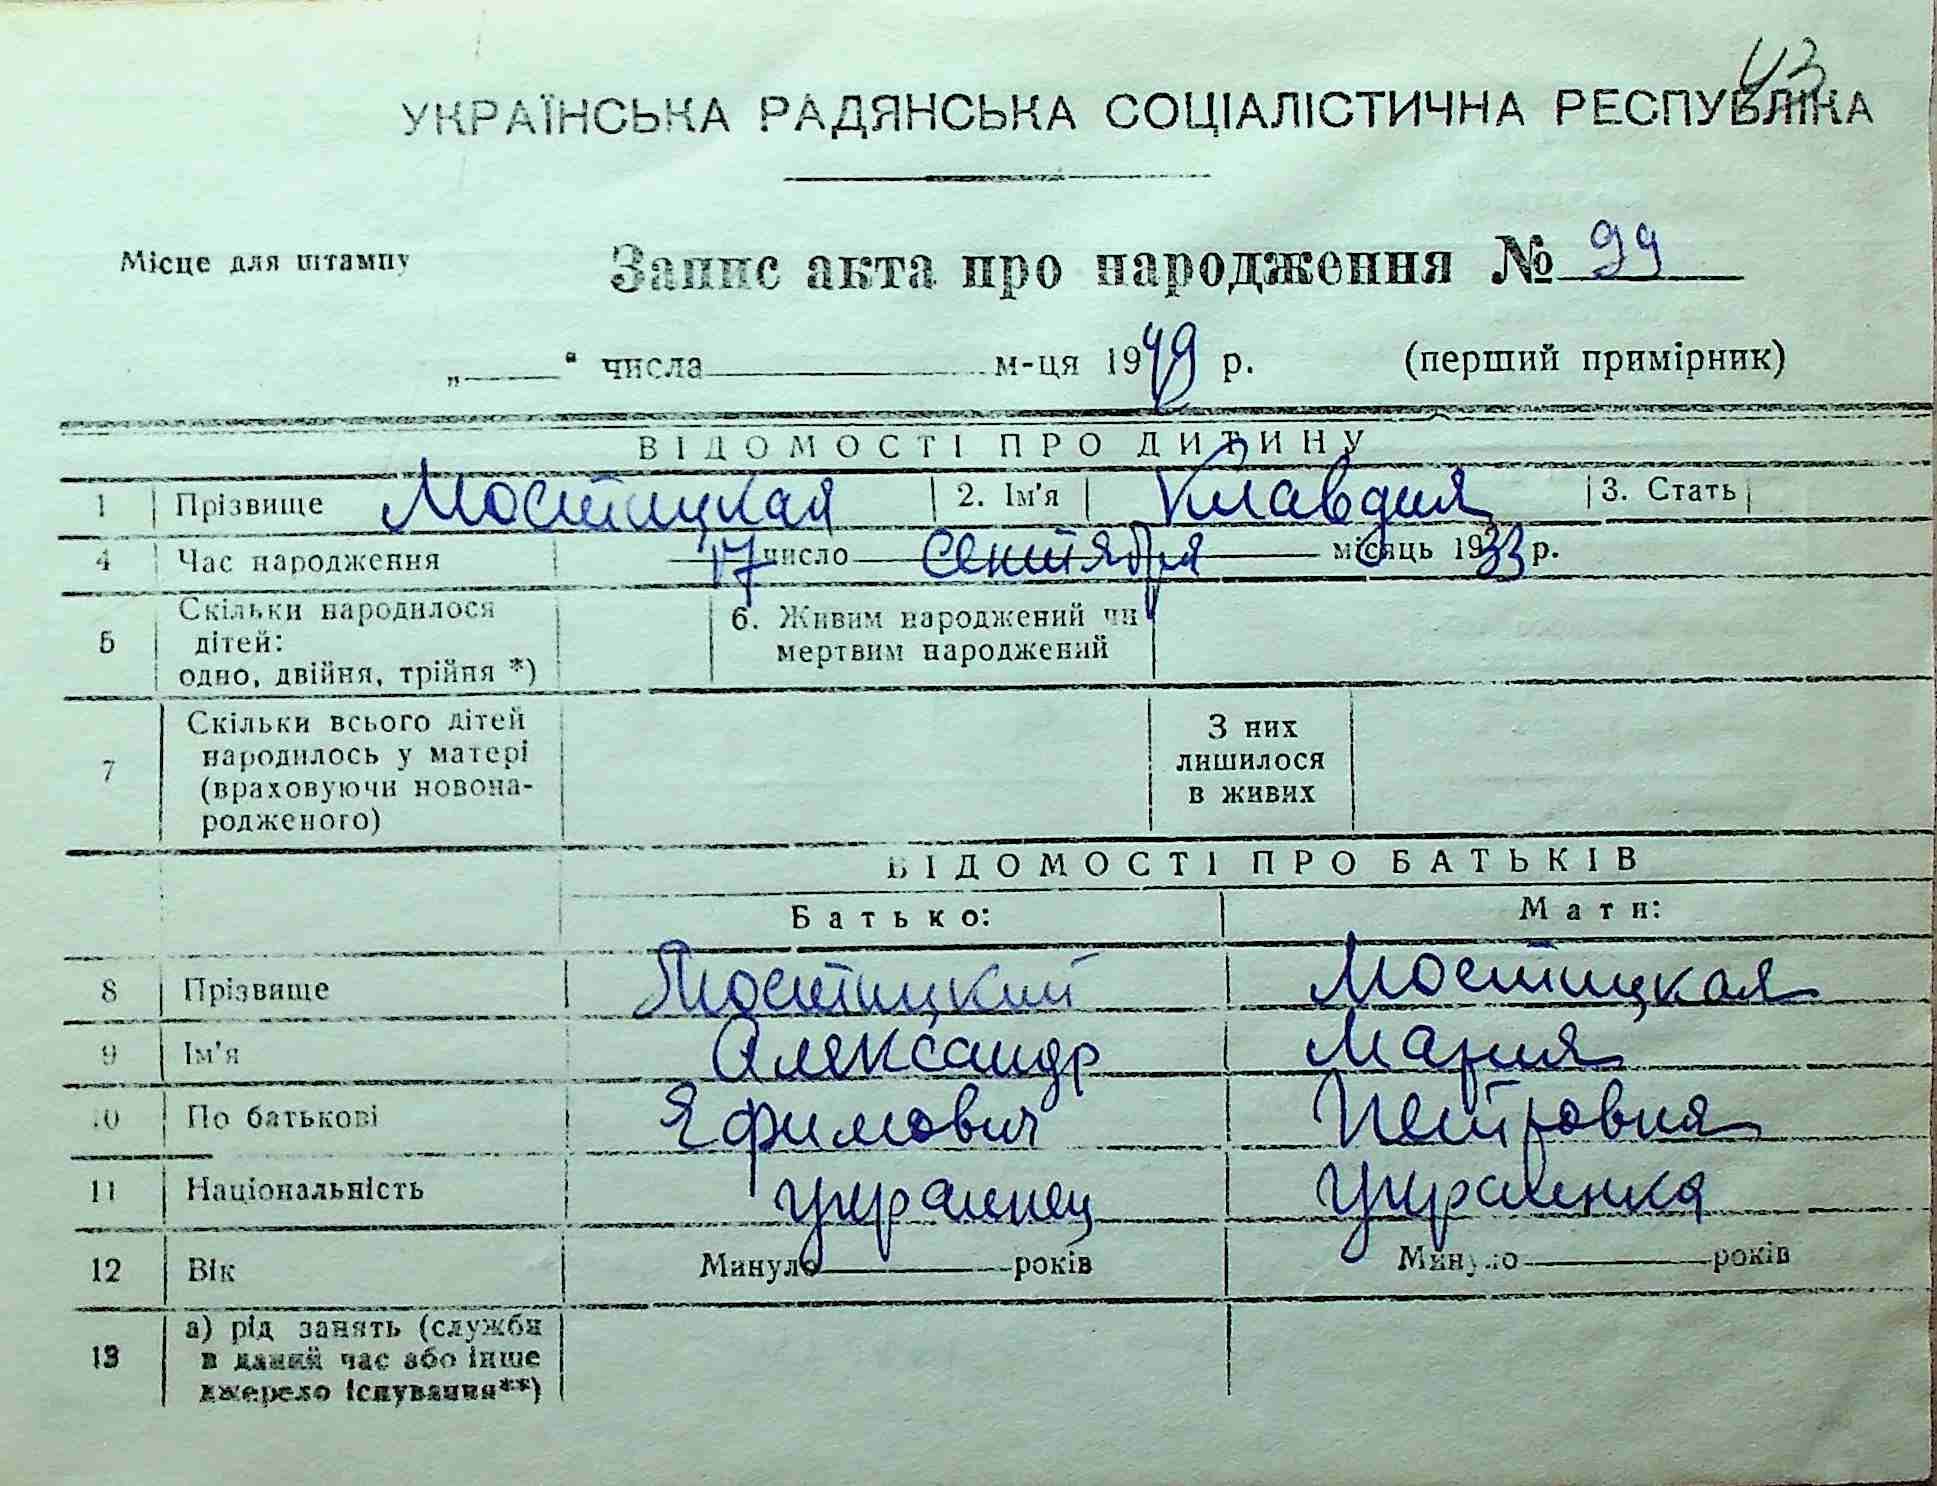 43
УКРАЇНСЬКА РАДЯНСЬКА СОЦІАЛІСТИЧНА РЕСПУБЛІКА
Місце для штампу
Запис акта про народження № 99
„ “ числа м-ця 1949 р. (перший примірник)
ВІДОМОСТІ ПРО ДИТИНУ
1 Прізвище Мостицкая 2. Ім'я Клавдия 3. Стать
4 Час народження 17 число сентября місяць 1933 р.
5 Скільки народилося дітей: одно, двійня, трійня *) 6. Живим народжений чи мертвим народжений
7 Скільки всього дітей народилось у матері (враховуючи новонародженого) З них лишилося в живих
ВІДОМОСТІ ПРО БАТЬКІВ
Батько: Мати:
8 Прізвище Мостицкий Мостицкая
9 Ім'я Александр Мария
10 По батькові Ефимович Петровна
11 Національність украинец украинка
12 Вік Минуло років Минуло років
13 а) рід занять (служби в даний час або інше джерело існування**)